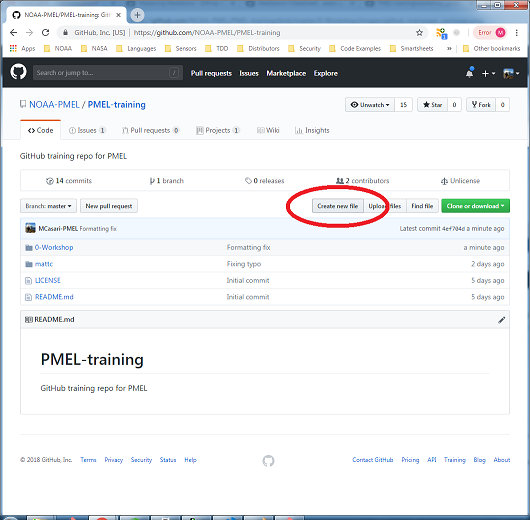 NOAA-PMEL/PMEL-training: Git
GitHub, Inc. [US] | https://github.com/NOAA-PMEL/PMEL-training
Error M
Apps NOAA NASA Languages Sensors TDD Distributors Security Code Examples Smartsheets » Other bookmarks
Search or jump to... / Pull requests Issues Marketplace Explore
NOAA-PMEL / PMEL-training Unwatch 15 Star 0 Fork 0
Code Issues 1 Pull requests 0 Projects 1 Wiki Insights
GitHub training repo for PMEL
14 commits 1 branch 0 releases 2 contributors Unlicense
Branch: master New pull request Create new file Upload files Find file Clone or download
MCasari-PMEL Formatting fix Latest commit 4ef704d a minute ago
0-Workshop Formatting fix a minute ago
mattc Fixing typo 2 days ago
LICENSE Initial commit 5 days ago
README.md Initial commit 5 days ago
README.md
PMEL-training
GitHub training repo for PMEL
© 2018 GitHub, Inc. Terms Privacy Security Status Help Contact GitHub Pricing API Training Blog About